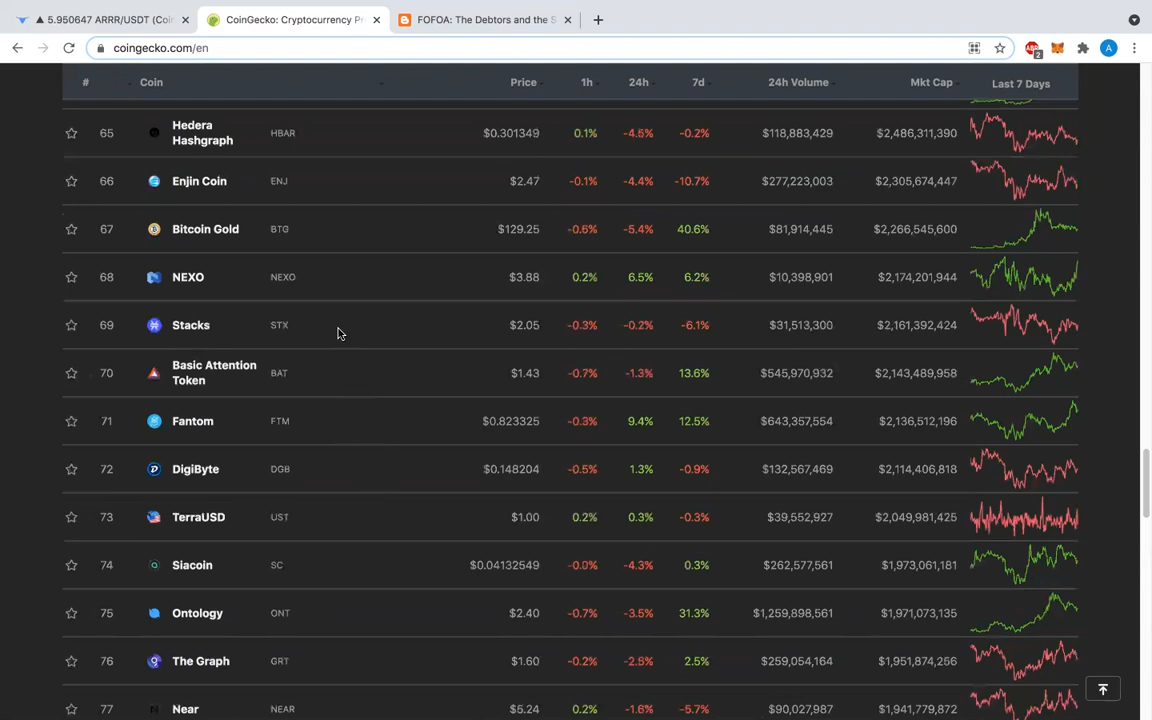 ▲ 5.950647 ARRR/USDT (Coi
CoinGecko: Cryptocurrency Pr
FOFOA: The Debtors and the S
coingecko.com/en
ABP
2
A
# Coin Price 1h 24h 7d 24h Volume Mkt Cap Last 7 Days
65 Hedera Hashgraph HBAR $0.301349 0.1% -4.5% -0.2% $118,883,429 $2,486,311,390
66 Enjin Coin ENJ $2.47 -0.1% -4.4% -10.7% $277,223,003 $2,305,674,447
67 Bitcoin Gold BTG $129.25 -0.6% -5.4% 40.6% $81,914,445 $2,266,545,600
68 NEXO NEXO $3.88 0.2% 6.5% 6.2% $10,398,901 $2,174,201,944
69 Stacks STX $2.05 -0.3% -0.2% -6.1% $31,513,300 $2,161,392,424
70 Basic Attention Token BAT $1.43 -0.7% -1.3% 13.6% $545,970,932 $2,143,489,958
71 Fantom FTM $0.823325 -0.3% 9.4% 12.5% $643,357,554 $2,136,512,196
72 DigiByte DGB $0.148204 -0.5% 1.3% -0.9% $132,567,469 $2,114,406,818
73 TerraUSD UST $1.00 0.2% 0.3% -0.3% $39,552,927 $2,049,981,425
74 Siacoin SC $0.04132549 -0.0% -4.3% 0.3% $262,577,561 $1,973,061,181
75 Ontology ONT $2.40 -0.7% -3.5% 31.3% $1,259,898,561 $1,971,073,135
76 The Graph GRT $1.60 -0.2% -2.8% 2.5% $259,054,164 $1,951,874,256
77 Near NEAR $5.24 0.2% -1.6% -5.7% $90,027,987 $1,941,779,872